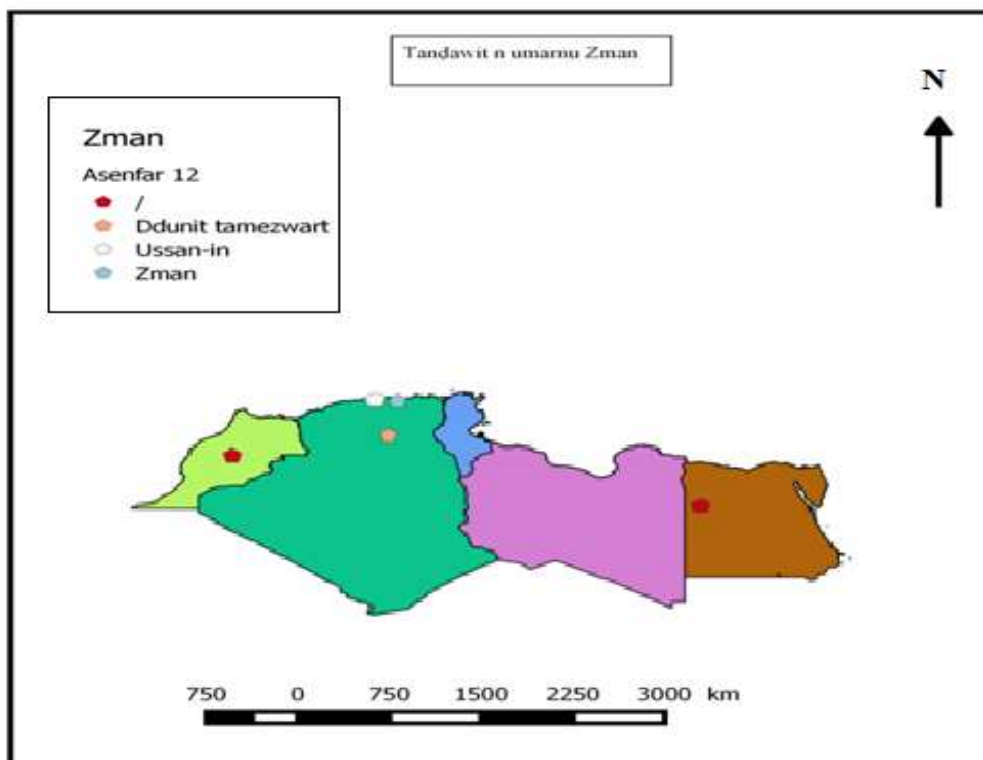 Tanḍawit n umarnu Zman
N
Zman
Asenfar 12
/
Ddunit tamezwart
Ussan-in
Zman
750 0 750 1500 2250 3000 km